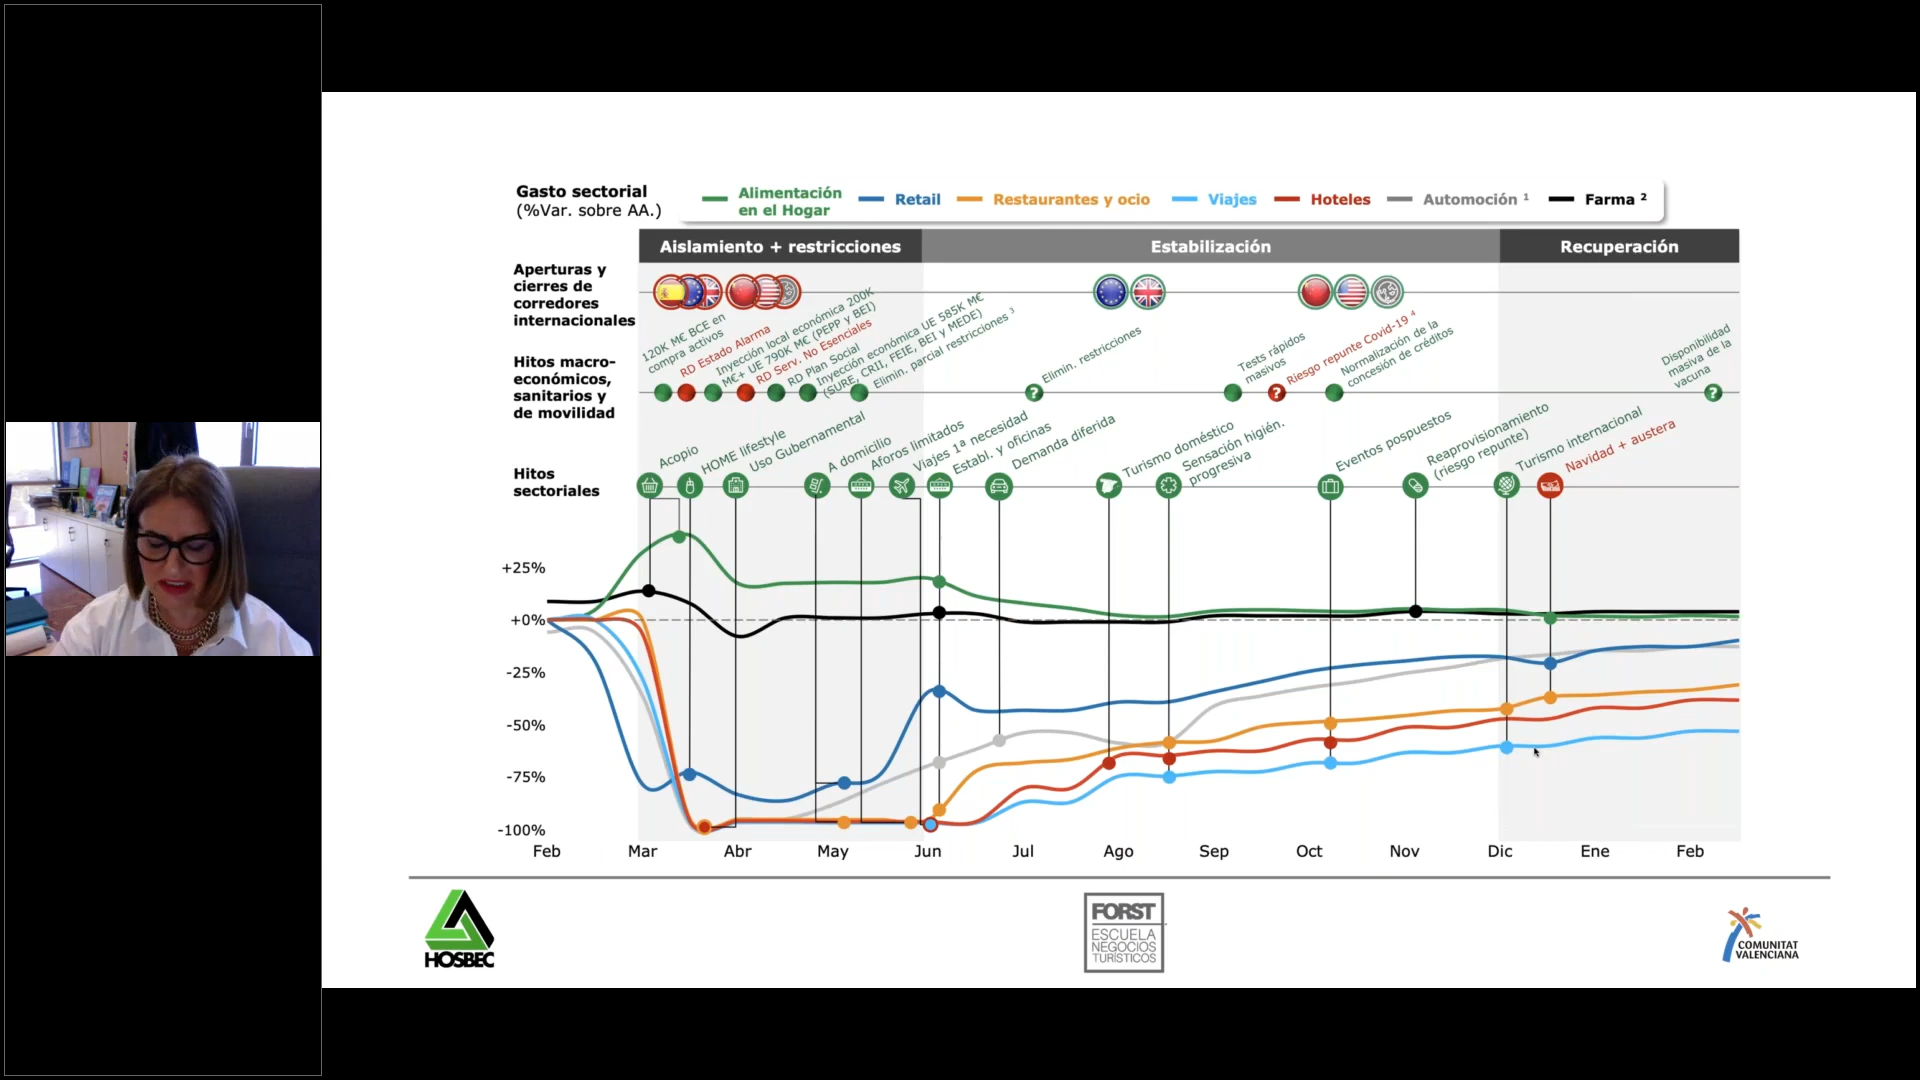 Gasto sectorial
(%Var. sobre AA.)
Alimentación
en el Hogar
Retail
Restaurantes y ocio
Viajes
Hoteles
Automoción ¹
Farma ²
Aislamiento + restricciones
Estabilización
Recuperación
Aperturas y
cierres de
corredores
internacionales
120K M€ BCE en
compra activos
RD Estado Alarma
Inyección local económica 200K
M€+ UE 790K M€ (PEPP y BEI)
RD Serv. No Esenciales
RD Plan Social
Inyección económica UE 585K M€
(SURE, CRII, FEIE, BEI y MEDE)
Elimin. parcial restricciones ³
Elimin. restricciones
Tests rápidos
masivos
Riesgo repunte Covid-19 ⁴
Normalización de la
concesión de créditos
Disponibilidad
masiva de la
vacuna
Hitos macro-
económicos,
sanitarios y
de movilidad
?
?
?
Acopio
HOME lifestyle
Uso Gubernamental
A domicilio
Aforos limitados
Viajes 1ª necesidad
Establ. y oficinas
Demanda diferida
Turismo doméstico
Sensación higién.
progresiva
Eventos pospuestos
Reaprovisionamiento
(riesgo repunte)
Turismo internacional
Navidad + austera
Hitos
sectoriales
+25%
+0%
-25%
-50%
-75%
-100%
Feb
Mar
Abr
May
Jun
Jul
Ago
Sep
Oct
Nov
Dic
Ene
Feb
HOSBEC
FORST
ESCUELA
NEGOCIOS
TURÍSTICOS
COMUNITAT
VALENCIANA